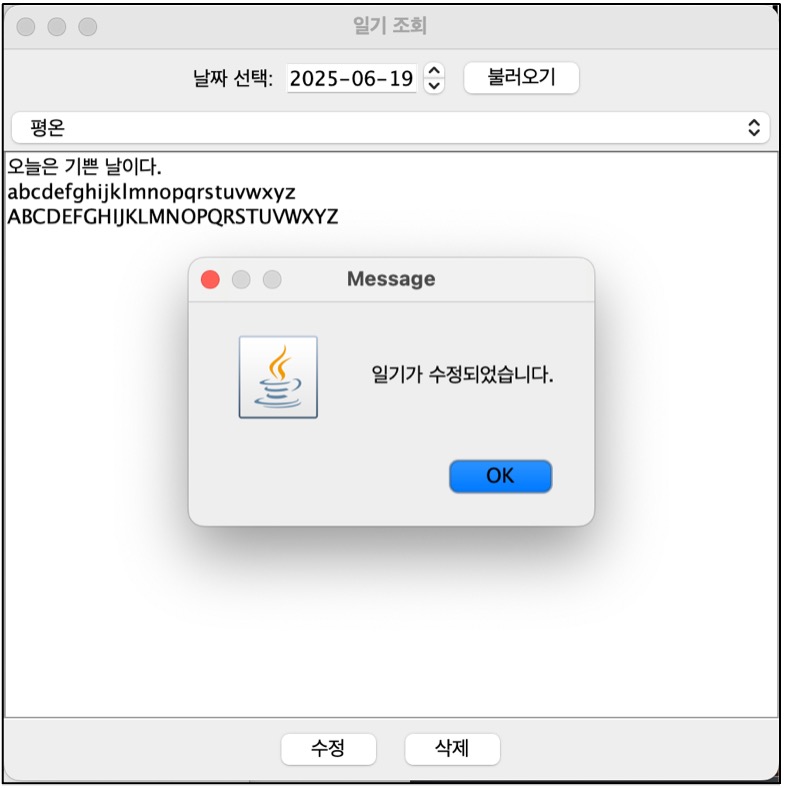 일기 조회
날짜 선택: 2025-06-19 불러오기
평온
오늘은 기쁜 날이다.
abcdefghijklmnopqrstuvwxyz
ABCDEFGHIJKLMNOPQRSTUVWXYZ
Message
일기가 수정되었습니다.
OK
수정 삭제